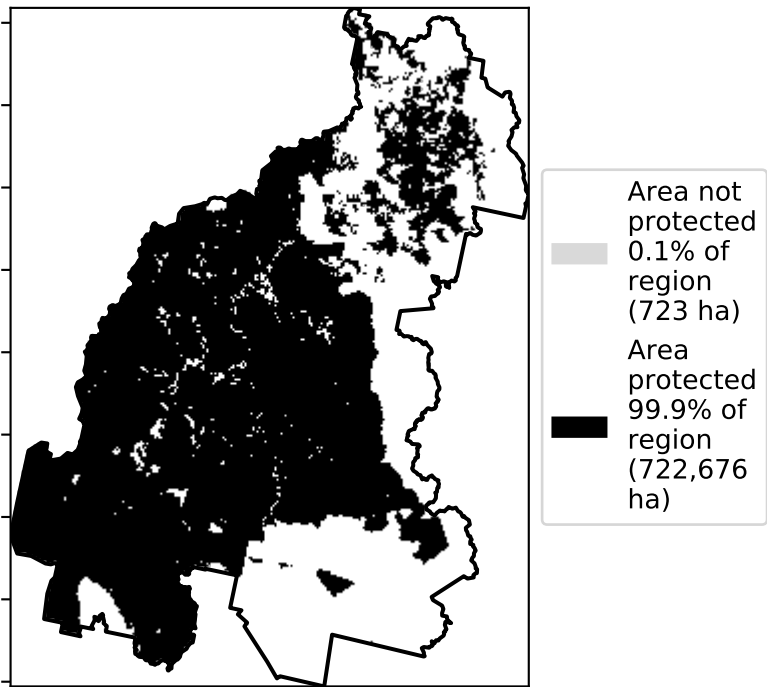 Area not
protected
0.1% of
region
(723 ha)
Area
protected
99.9% of
region
(722,676
ha)